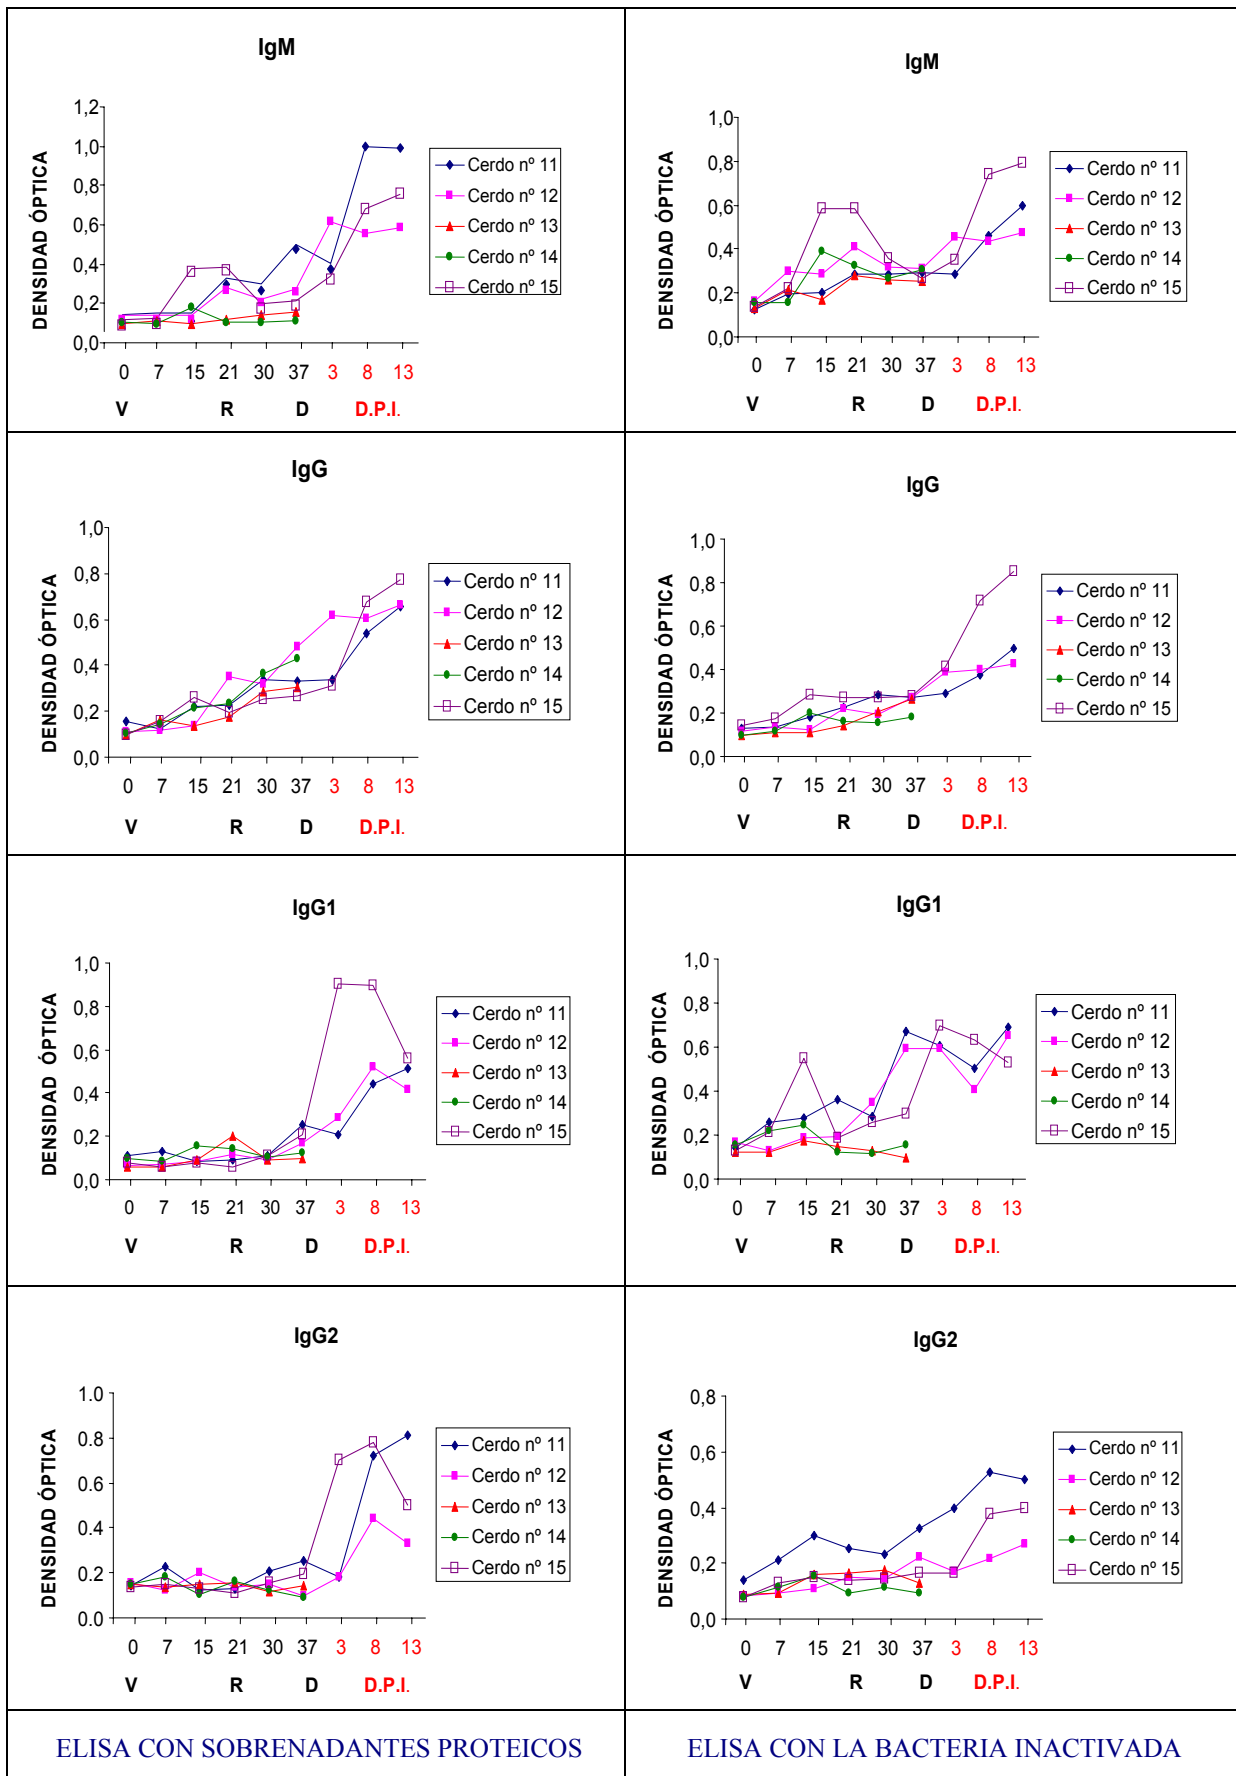 IgM
1,2
1,0
0,8
0,6
0,4
0,2
0,0
DENSIDAD ÓPTICA
0 7 15 21 30 37 3 8 13
V R D D.P.I.
Cerdo nº 11
Cerdo nº 12
Cerdo nº 13
Cerdo nº 14
Cerdo nº 15
IgM
1,0
0,8
0,6
0,4
0,2
0,0
DENSIDAD ÓPTICA
0 7 15 21 30 37 3 8 13
V R D D.P.I.
Cerdo nº 11
Cerdo nº 12
Cerdo nº 13
Cerdo nº 14
Cerdo nº 15
IgG
1,0
0,8
0,6
0,4
0,2
0,0
DENSIDAD ÓPTICA
0 7 15 21 30 37 3 8 13
V R D D.P.I.
Cerdo nº 11
Cerdo nº 12
Cerdo nº 13
Cerdo nº 14
Cerdo nº 15
IgG
1,0
0,8
0,6
0,4
0,2
0,0
DENSIDAD ÓPTICA
0 7 15 21 30 37 3 8 13
V R D D.P.I.
Cerdo nº 11
Cerdo nº 12
Cerdo nº 13
Cerdo nº 14
Cerdo nº 15
IgG1
1,0
0,8
0,6
0,4
0,2
0,0
DENSIDAD ÓPTICA
0 7 15 21 30 37 3 8 13
V R D D.P.I.
Cerdo nº 11
Cerdo nº 12
Cerdo nº 13
Cerdo nº 14
Cerdo nº 15
IgG1
1,0
0,8
0,6
0,4
0,2
0,0
DENSIDAD ÓPTICA
0 7 15 21 30 37 3 8 13
V R D D.P.I.
Cerdo nº 11
Cerdo nº 12
Cerdo nº 13
Cerdo nº 14
Cerdo nº 15
IgG2
1.0
0.8
0.6
0.4
0.2
0.0
DENSIDAD ÓPTICA
0 7 15 21 30 37 3 8 13
V R D D.P.I.
Cerdo nº 11
Cerdo nº 12
Cerdo nº 13
Cerdo nº 14
Cerdo nº 15
IgG2
0,8
0,6
0,4
0,2
0,0
DENSIDAD ÓPTICA
0 7 15 21 30 37 3 8 13
V R D D.P.I.
Cerdo nº 11
Cerdo nº 12
Cerdo nº 13
Cerdo nº 14
Cerdo nº 15
ELISA CON SOBRENADANTES PROTEICOS
ELISA CON LA BACTERIA INACTIVADA